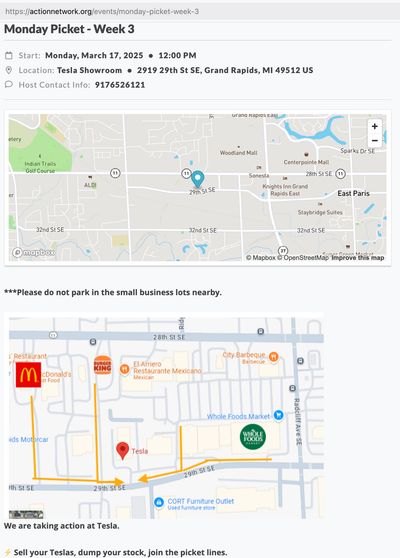 https://actionnetwork.org/events/monday-picket-week-3
Monday Picket - Week 3
Start: Monday, March 17, 2025 ● 12:00 PM
Location: Tesla Showroom ● 2919 29th St SE, Grand Rapids, MI 49512 US
Host Contact Info: 9176526121
Grand Rapids East
etery
Woodland Mall
Sparks Dr SE
Indian Trails
Golf Course
Centerpointe Mall
11
11
Sonesta
28th St SE
11
ALDI
Knights Inn Grand
Rapids East
29th St SE
East Paris
Staybridge Suites
32nd St SE
32nd St SE
32nd St SE
37
mapbox
© Mapbox © OpenStreetMap Improve this map
+
−
***Please do not park in the small business lots nearby.
28th St SE
Restaurant
BURGER KING
City Barbecue
Barbecue
McDonald's
Fast Food
El Arriero
Restaurante Mexicano
Mexican
Radcliff Ave SE
Whole Foods Market
WHOLE
FOODS
MARKET
ids Motorcar
Tesla
29th St SE
th St SE
29th St SE
CORT Furniture Outlet
Used furniture store
We are taking action at Tesla.
⚡ Sell your Teslas, dump your stock, join the picket lines.